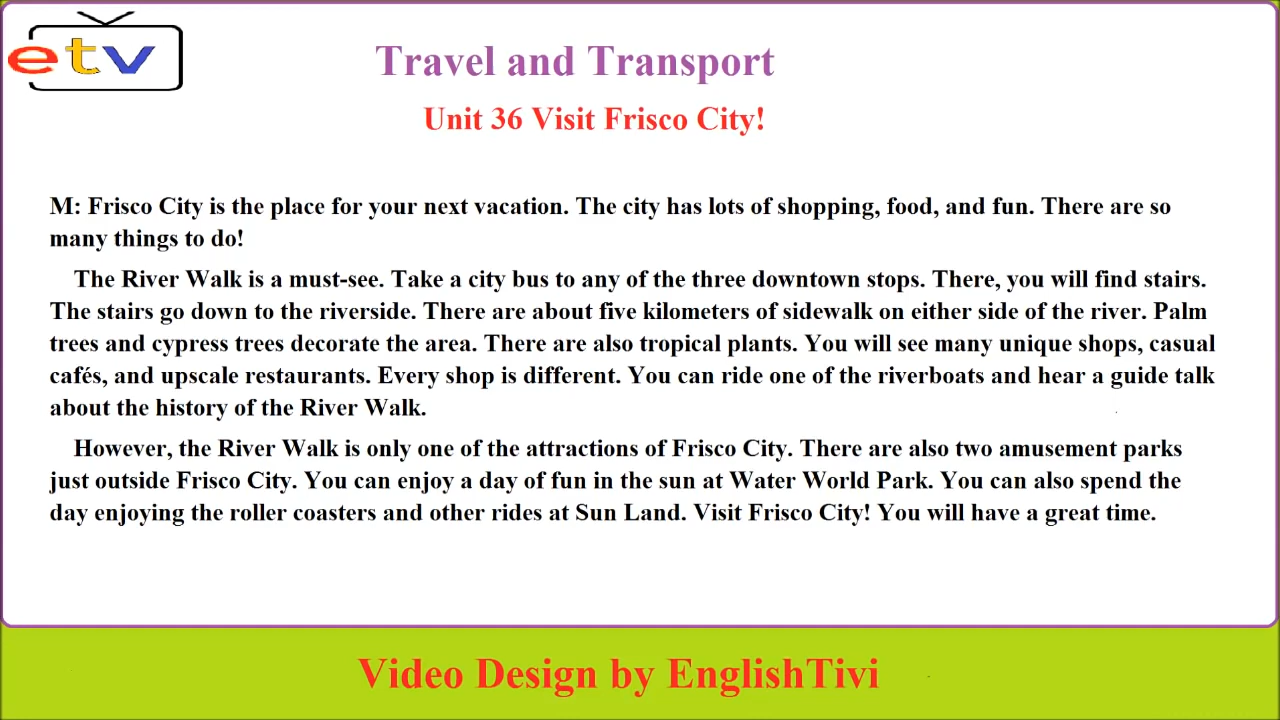 etv
Travel and Transport
Unit 36 Visit Frisco City!
M: Frisco City is the place for your next vacation. The city has lots of shopping, food, and fun. There are so
many things to do!
The River Walk is a must-see. Take a city bus to any of the three downtown stops. There, you will find stairs.
The stairs go down to the riverside. There are about five kilometers of sidewalk on either side of the river. Palm
trees and cypress trees decorate the area. There are also tropical plants. You will see many unique shops, casual
cafés, and upscale restaurants. Every shop is different. You can ride one of the riverboats and hear a guide talk
about the history of the River Walk.
However, the River Walk is only one of the attractions of Frisco City. There are also two amusement parks
just outside Frisco City. You can enjoy a day of fun in the sun at Water World Park. You can also spend the
day enjoying the roller coasters and other rides at Sun Land. Visit Frisco City! You will have a great time.
Video Design by EnglishTivi